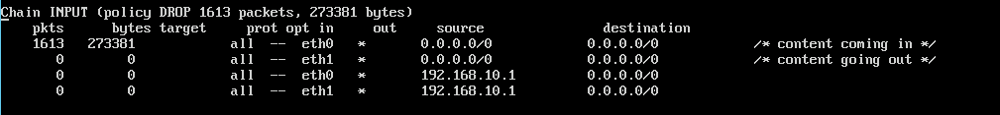 Chain INPUT (policy DROP 1613 packets, 273381 bytes)
pkts bytes target prot opt in out source destination
1613 273381 all -- eth0 * 0.0.0.0/0 0.0.0.0/0 /* content coming in */
0 0 all -- eth1 * 0.0.0.0/0 0.0.0.0/0 /* content going out */
0 0 all -- eth0 * 192.168.10.1 0.0.0.0/0
0 0 all -- eth1 * 192.168.10.1 0.0.0.0/0